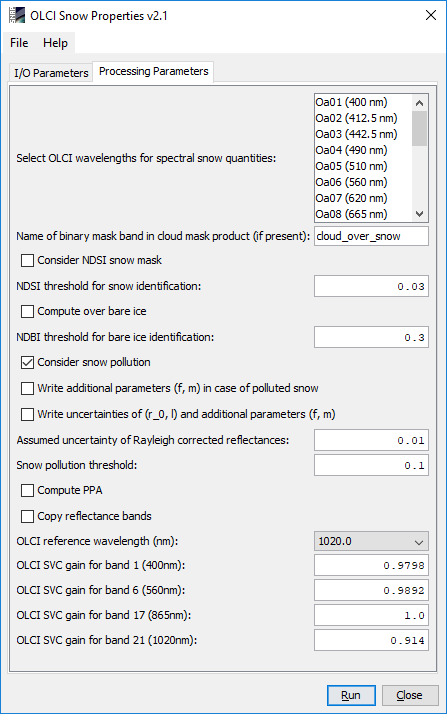 OLCI Snow Properties v2.1
File Help
I/O Parameters Processing Parameters
Oa01 (400 nm)
Oa02 (412.5 nm)
Oa03 (442.5 nm)
Oa04 (490 nm)
Select OLCI wavelengths for spectral snow quantities:
Oa05 (510 nm)
Oa06 (560 nm)
Oa07 (620 nm)
Oa08 (665 nm)
Name of binary mask band in cloud mask product (if present): cloud_over_snow
Consider NDSI snow mask
NDSI threshold for snow identification: 0.03
Compute over bare ice
NDBI threshold for bare ice identification: 0.3
Consider snow pollution
Write additional parameters (f, m) in case of polluted snow
Write uncertainties of (r_0, l) and additional parameters (f, m)
Assumed uncertainty of Rayleigh corrected reflectances: 0.01
Snow pollution threshold: 0.1
Compute PPA
Copy reflectance bands
OLCI reference wavelength (nm): 1020.0
OLCI SVC gain for band 1 (400nm): 0.9798
OLCI SVC gain for band 6 (560nm): 0.9892
OLCI SVC gain for band 17 (865nm): 1.0
OLCI SVC gain for band 21 (1020nm): 0.914
Run Close